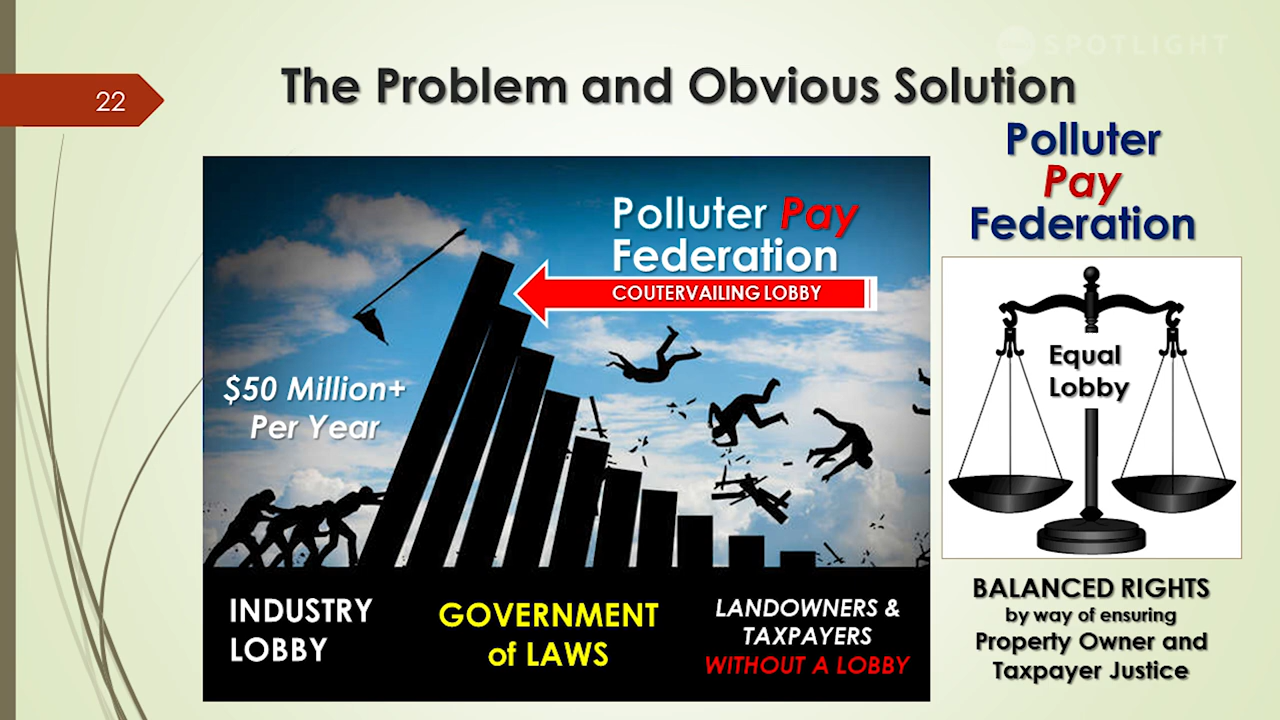 SPOTLIGHT
22
The Problem and Obvious Solution
Polluter
Pay
Federation
Polluter Pay
Federation
COUTERVAILING LOBBY
$50 Million+
Per Year
Equal
Lobby
INDUSTRY
LOBBY
GOVERNMENT
of LAWS
LANDOWNERS &
TAXPAYERS
WITHOUT A LOBBY
BALANCED RIGHTS
by way of ensuring
Property Owner and
Taxpayer Justice